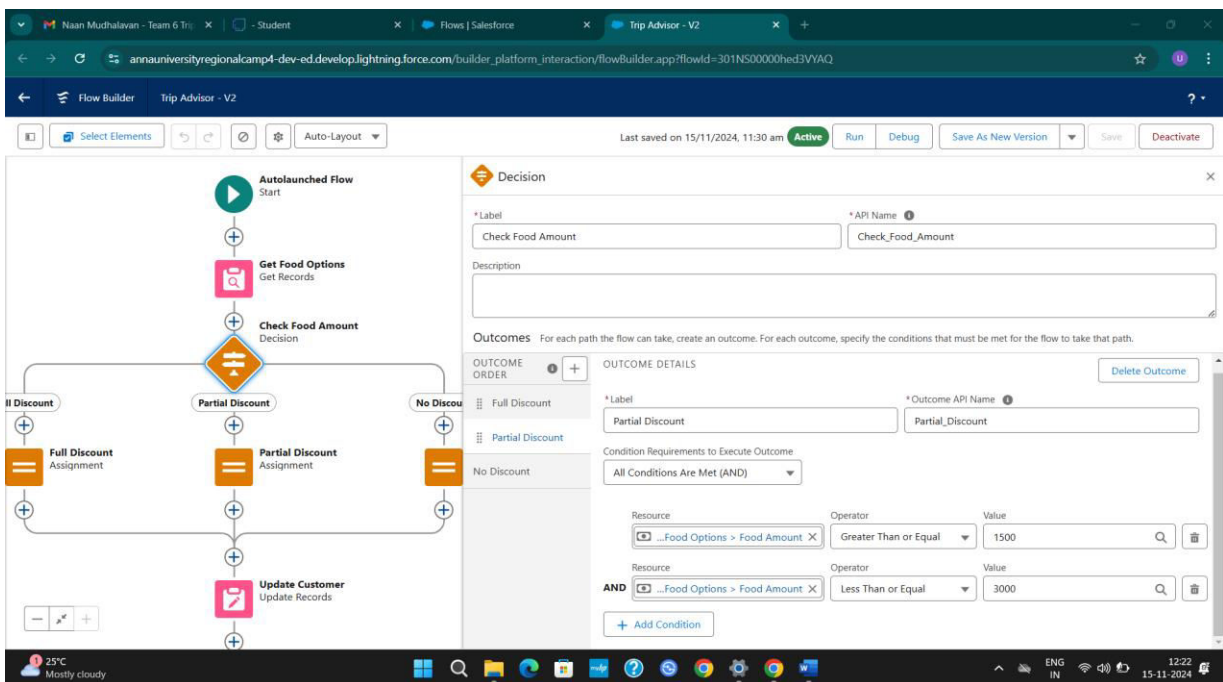 Naan Mudhalavan - Team 6 Tri
- Student
Flows | Salesforce
Trip Advisor - V2
annauniversityregionalcamp4-dev-ed.develop.lightning.force.com/builder_platform_interaction/flowBuilder.app?flowId=301NS00000hed3VYAQ
U
Flow Builder
Trip Advisor - V2
?
Select Elements
Auto-Layout
Last saved on 15/11/2024, 11:30 am
Active
Run
Debug
Save As New Version
Save
Deactivate
Autolaunched Flow
Start
Get Food Options
Get Records
Check Food Amount
Decision
ll Discount
Partial Discount
No Discou
Full Discount
Assignment
Partial Discount
Assignment
Update Customer
Update Records
Decision
*Label
*API Name
Check Food Amount
Check_Food_Amount
Description
Outcomes For each path the flow can take, create an outcome. For each outcome, specify the conditions that must be met for the flow to take that path.
OUTCOME
ORDER
Full Discount
Partial Discount
No Discount
OUTCOME DETAILS
Delete Outcome
*Label
*Outcome API Name
Partial Discount
Partial_Discount
Condition Requirements to Execute Outcome
All Conditions Are Met (AND)
Resource
Operator
Value
...Food Options > Food Amount
Greater Than or Equal
1500
Resource
Operator
Value
AND
...Food Options > Food Amount
Less Than or Equal
3000
+ Add Condition
1
25°C
Mostly cloudy
ENG
IN
12:22
15-11-2024